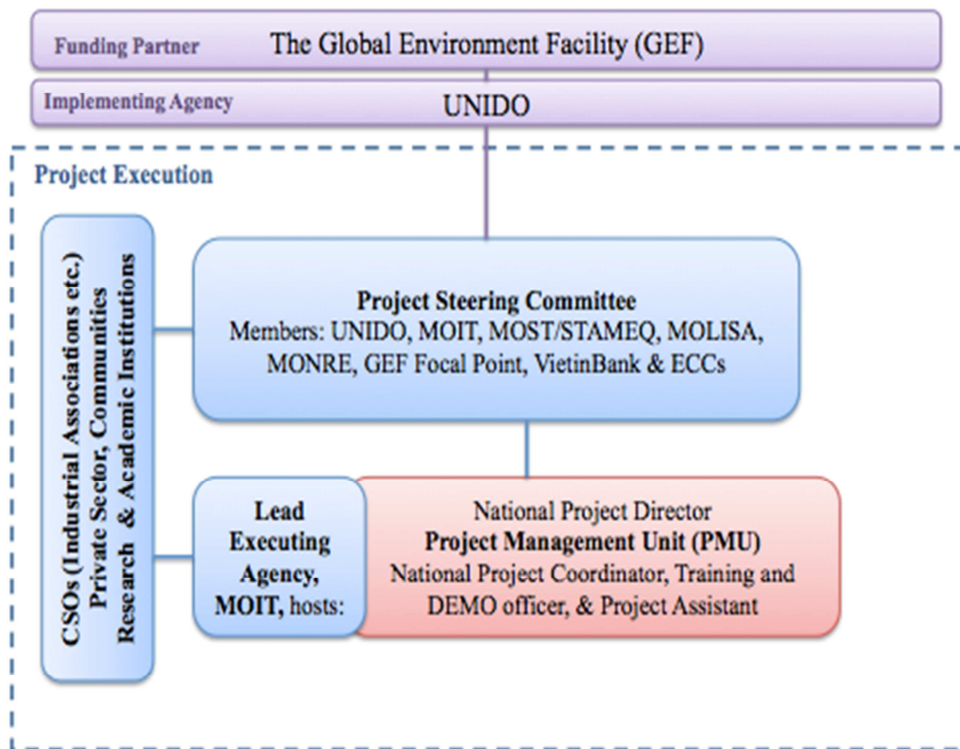 Funding Partner The Global Environment Facility (GEF)
Implementing Agency UNIDO
Project Execution
CSOs (Industrial Associations etc.)
Private Sector, Communities
Research & Academic Institutions
Project Steering Committee
Members: UNIDO, MOIT, MOST/STAMEQ, MOLISA,
MONRE, GEF Focal Point, VietinBank & ECCs
Lead
Executing
Agency,
MOIT, hosts:
National Project Director
Project Management Unit (PMU)
National Project Coordinator, Training and
DEMO officer, & Project Assistant